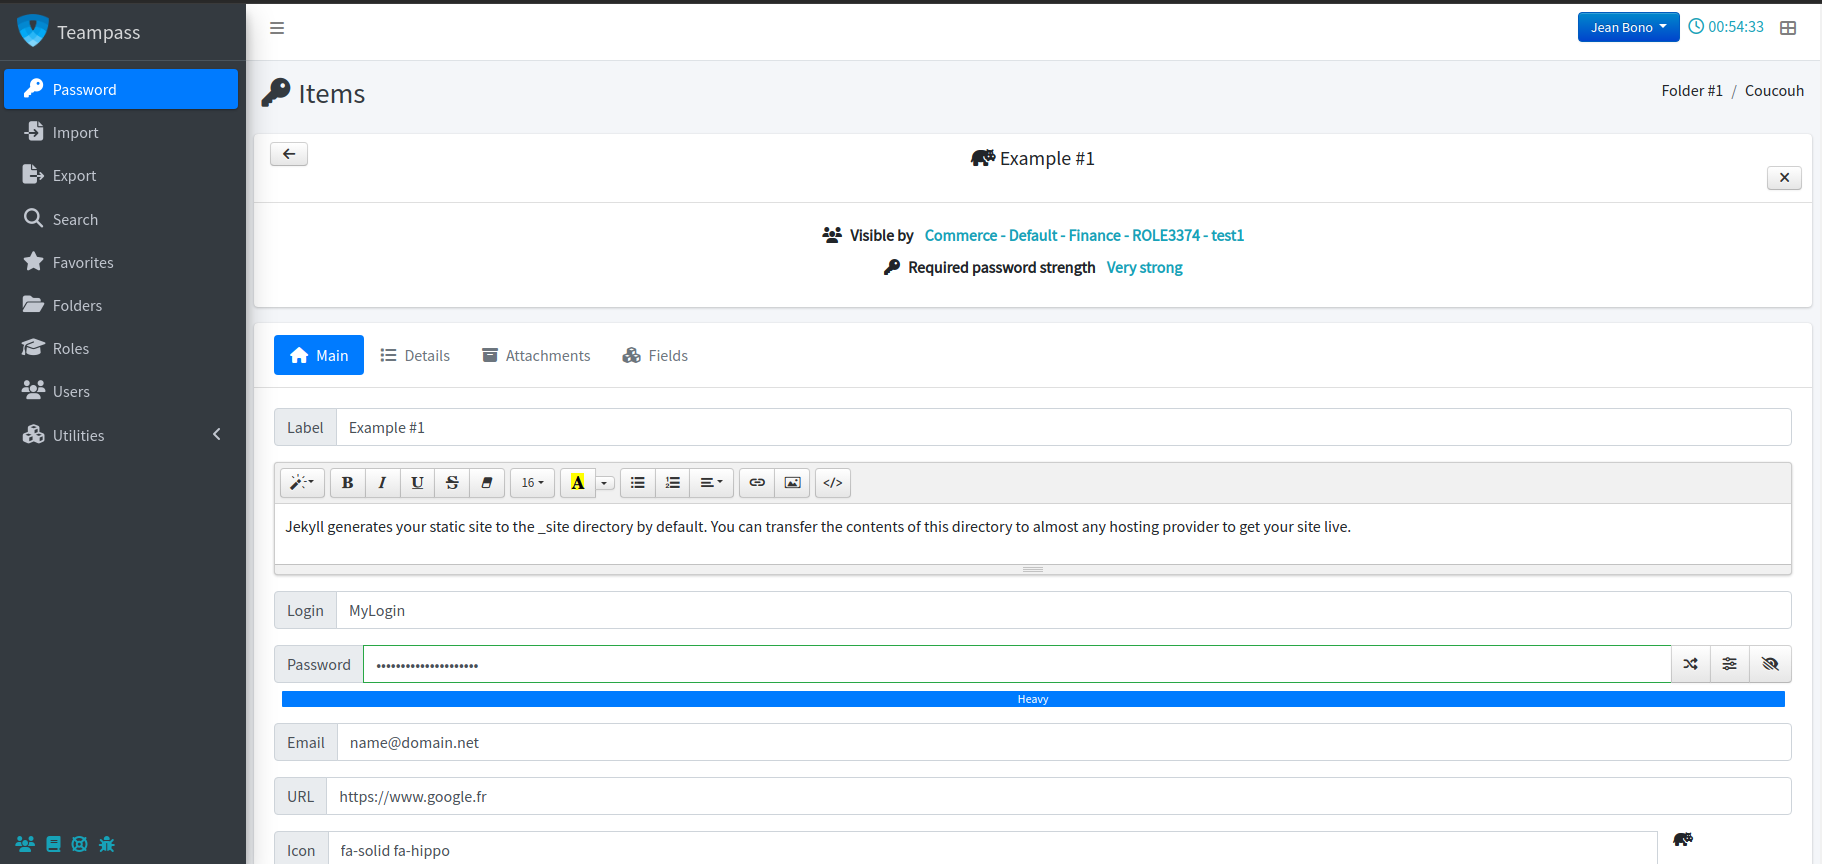 Teampass
Jean Bono
00:54:33
Password
Import
Export
Search
Favorites
Folders
Roles
Users
Utilities
Items
Folder #1 / Coucouh
Example #1
Visible by Commerce - Default - Finance - ROLE3374 - test1
Required password strength Very strong
Main Details Attachments Fields
Label Example #1
B I U S 16 A </>
Jekyll generates your static site to the _site directory by default. You can transfer the contents of this directory to almost any hosting provider to get your site live.
Login MyLogin
Password •••••••••••••••••••••
Heavy
Email name@domain.net
URL https://www.google.fr
Icon fa-solid fa-hippo